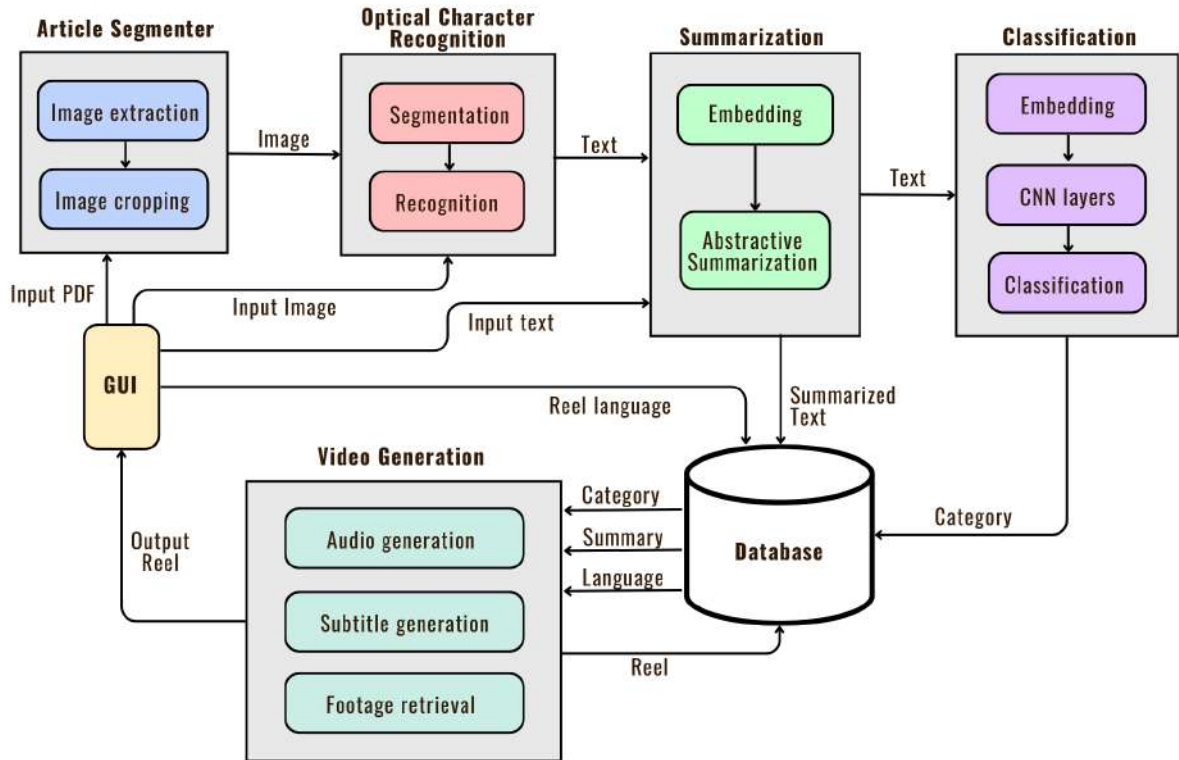 Article Segmenter
Image extraction
Image cropping
Image
Optical Character
Recognition
Segmentation
Recognition
Text
Summarization
Embedding
Abstractive
Summarization
Text
Classification
Embedding
CNN layers
Classification
Input PDF
Input Image
Input text
GUI
Reel language
Summarized
Text
Video Generation
Audio generation
Subtitle generation
Footage retrieval
Category
Summary
Language
Database
Category
Output
Reel
Reel